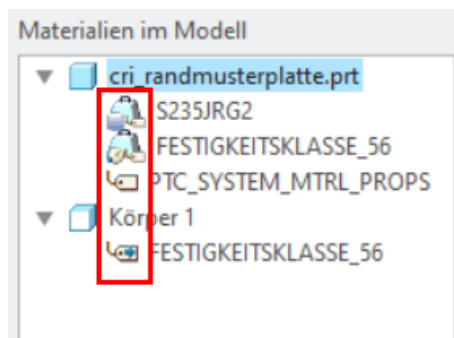 Materialien im Modell
cri_randmusterplatte.prt
S235JRG2
FESTIGKEITSKLASSE_56
PTC_SYSTEM_MTRL_PROPS
Körper 1
FESTIGKEITSKLASSE_56